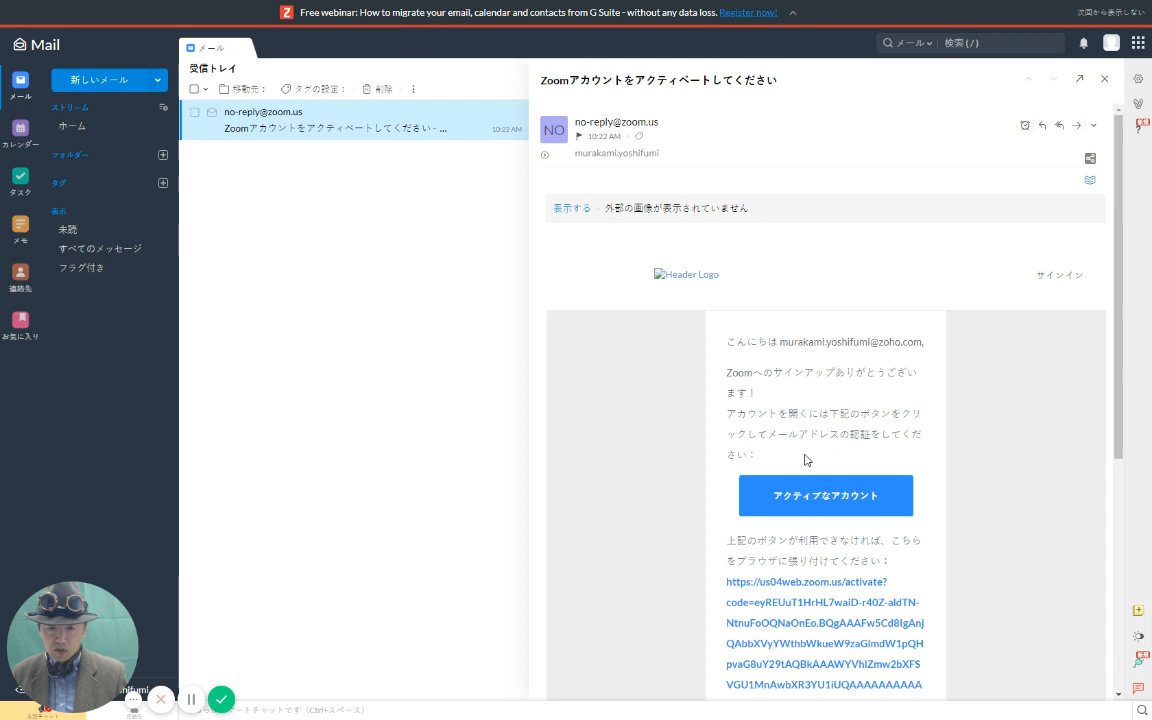 Free webinar: How to migrate your email, calendar and contacts from G Suite - without any data loss. Register now!
次回から表示しない
Mail
メール
メール
検索 (/)
新しいメール
受信トレイ
移動先：
タグの設定：
削除
no-reply@zoom.us
Zoomアカウントをアクティベートしてください - ...
10:22 AM
メール
カレンダー
タスク
メモ
連絡先
お気に入り
ストリーム
ホーム
フォルダー
タグ
表示
未読
すべてのメッセージ
フラグ付き
Zoomアカウントをアクティベートしてください
NO
no-reply@zoom.us
10:22 AM
murakami.yoshifumi
表示する - 外部の画像が表示されていません
Header Logo
サインイン
こんにちは murakami.yoshifumi@zoho.com,
Zoomへのサインアップありがとうござい
ます！
アカウントを開くには下記のボタンをクリ
ックしてメールアドレスの認証をしてくだ
さい：
アクティブなアカウント
上記のボタンが利用できなければ、こちら
をブラウザに張り付けてください：
https://us04web.zoom.us/activate?
code=eyREUuT1HrHL7waiD-r40Z-aldTN-
NtnuFoOQNaOnEo.BQgAAAFw5Cd8IgAnj
QAbbXVyYWthbWkueW9zaGlmdW1pQH
pvaG8uY29tAQBkAAAWYVhlZmw2bXFS
VGU1MnAwbXR3YU1iUQAAAAAAAAAA
ートチャットです (Ctrl+スペース)